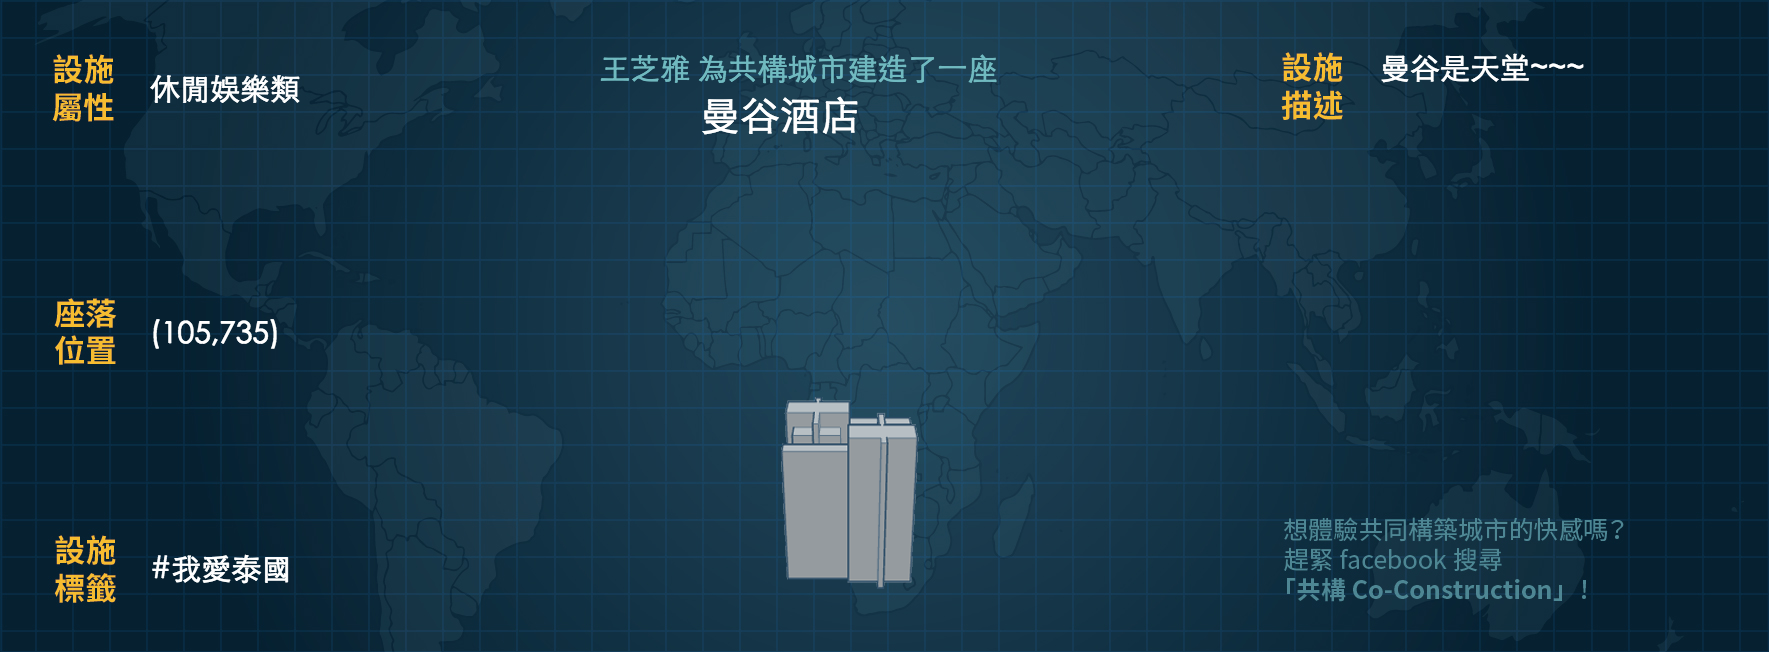 設施
屬性
休閒娛樂類
王芝雅 為共構城市建造了一座
曼谷酒店
設施
描述
曼谷是天堂~~~
座落
位置
(105,735)
設施
標籤
#我愛泰國
想體驗共同構築城市的快感嗎?
趕緊 facebook 搜尋
「共構 Co-Construction」!